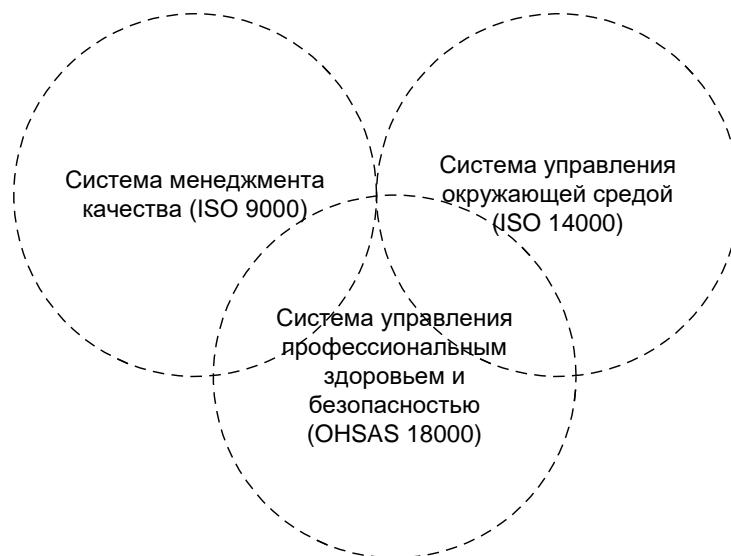 Система менеджмента
качества (ISO 9000)
Система управления
окружающей средой
(ISO 14000)
Система управления
профессиональным
здоровьем и
безопасностью
(OHSAS 18000)